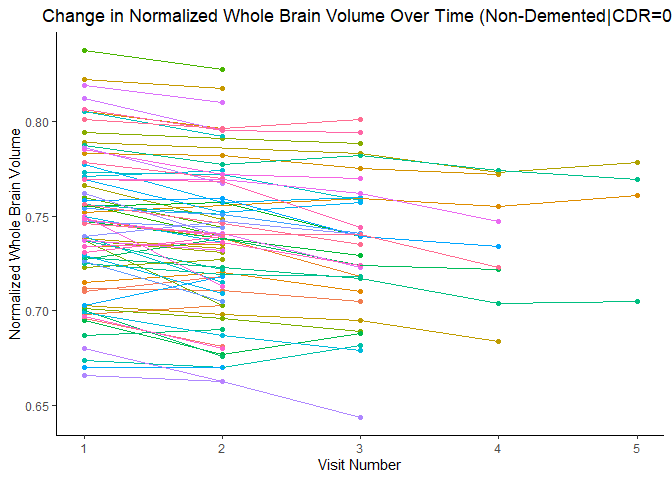 Change in Normalized Whole Brain Volume Over Time (Non-Demented|CDR=0
Normalized Whole Brain Volume
0.80
0.75
0.70
0.65
1 2 3 4 5
Visit Number